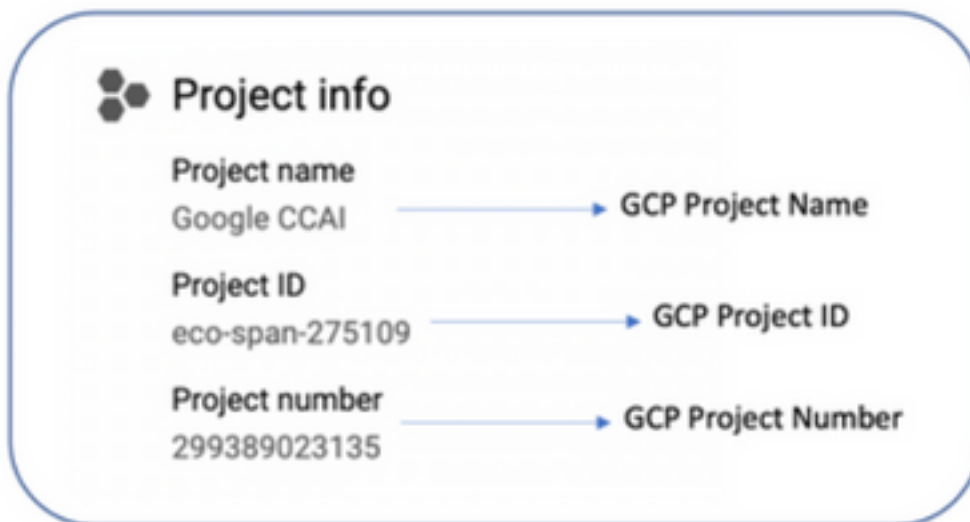 Project info
Project name
Google CCAI
GCP Project Name
Project ID
eco-span-275109
GCP Project ID
Project number
299389023135
GCP Project Number